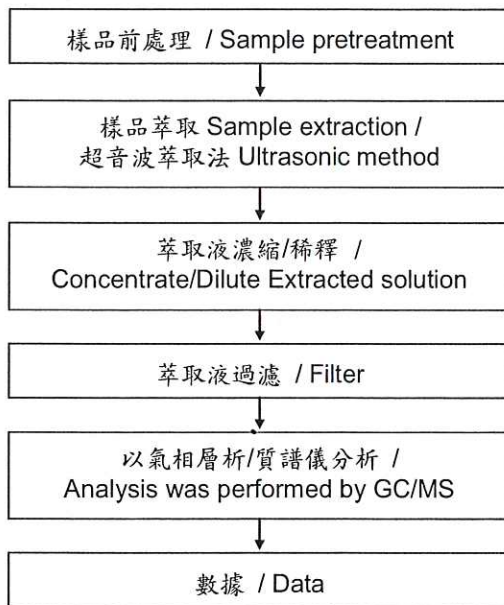 樣品前處理 / Sample pretreatment
樣品萃取 Sample extraction /
超音波萃取法 Ultrasonic method
萃取液濃縮/稀釋 /
Concentrate/Dilute Extracted solution
萃取液過濾 / Filter
以氣相層析/質譜儀分析 /
Analysis was performed by GC/MS
數據 / Data